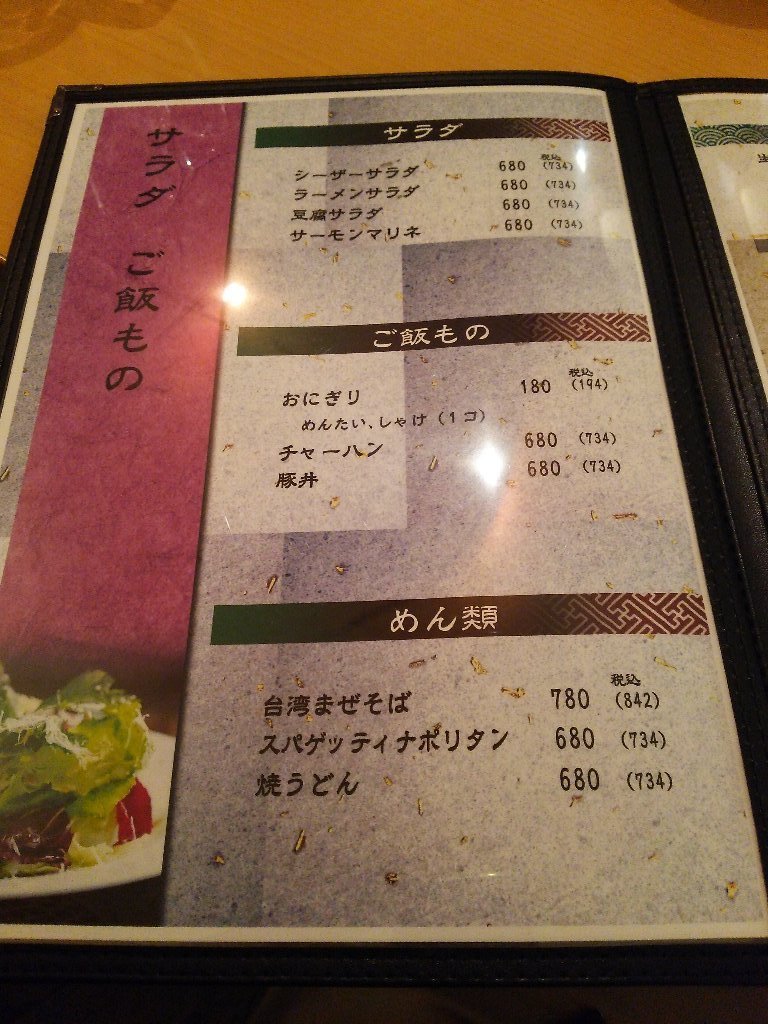 サラダ ご飯もの
サラダ
税込
シーザーサラダ 680 (734)
ラーメンサラダ 680 (734)
豆腐サラダ 680 (734)
サーモンマリネ 680 (734)
ご飯もの
税込
おにぎり 180 (194)
めんたい、しゃけ (1コ)
チャーハン 680 (734)
豚丼 680 (734)
めん類
税込
台湾まぜそば 780 (842)
スパゲッティナポリタン 680 (734)
焼うどん 680 (734)